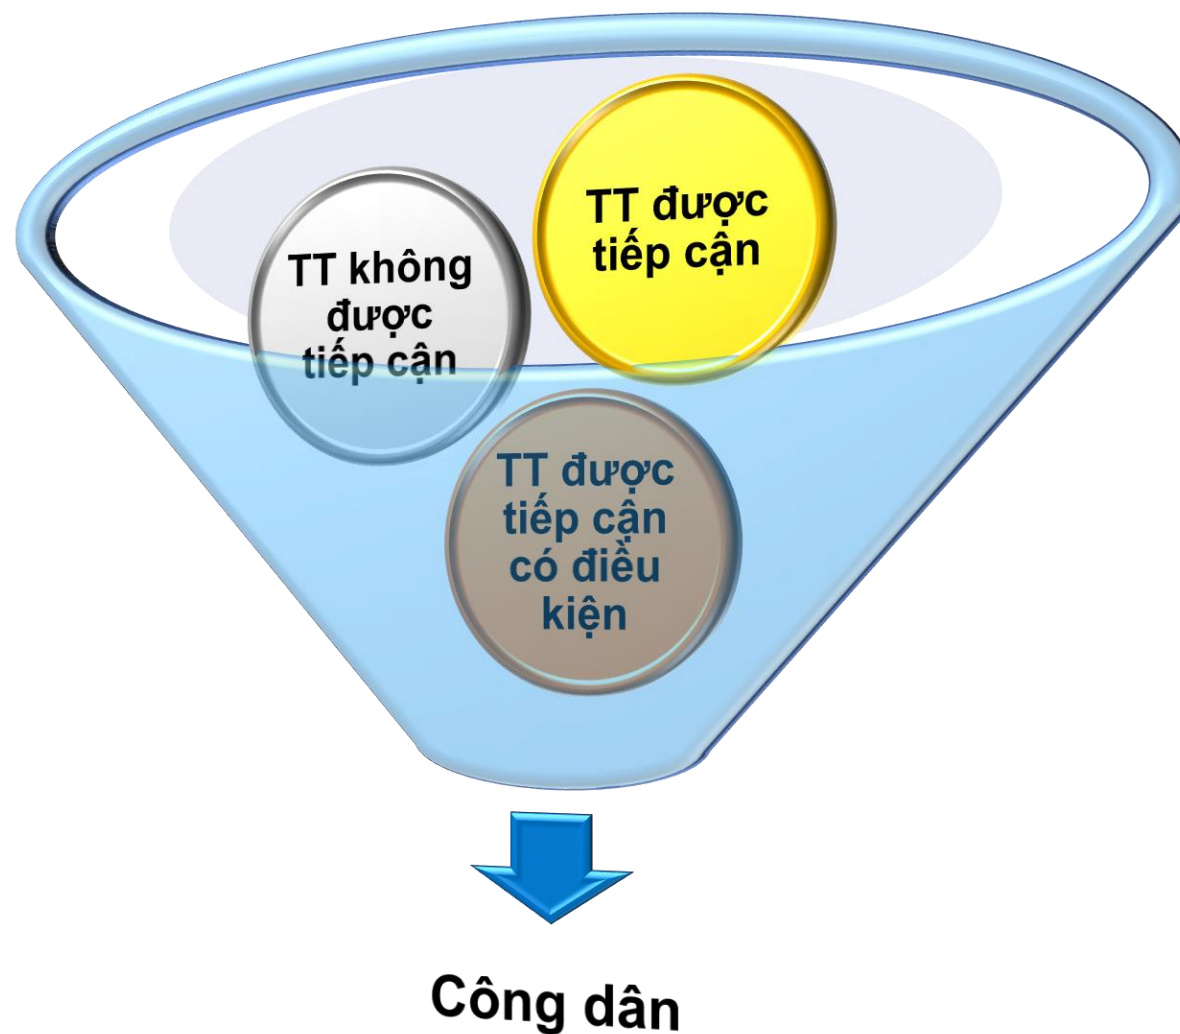 TT được
tiếp cận
TT không
được
tiếp cận
TT được
tiếp cận
có điều
kiện
Công dân